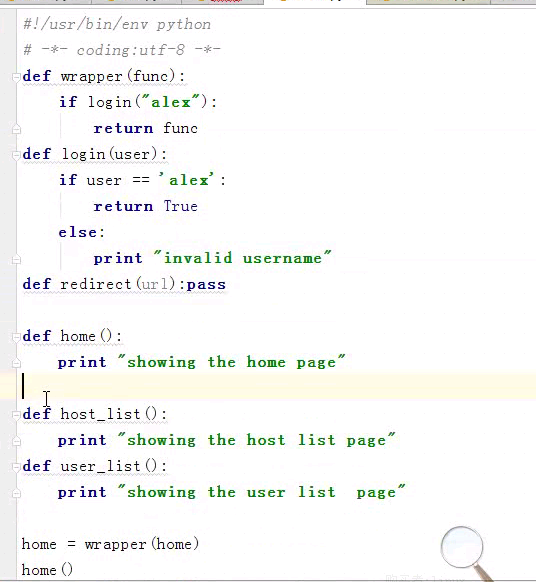 #!/usr/bin/env python
# -*- coding:utf-8 -*-
def wrapper(func):
    if login("alex"):
        return func
def login(user):
    if user == 'alex':
        return True
    else:
        print "invalid username"
def redirect(url):pass

def home():
    print "showing the home page"

def host_list():
    print "showing the host list page"
def user_list():
    print "showing the user list  page"

home = wrapper(home)
home()